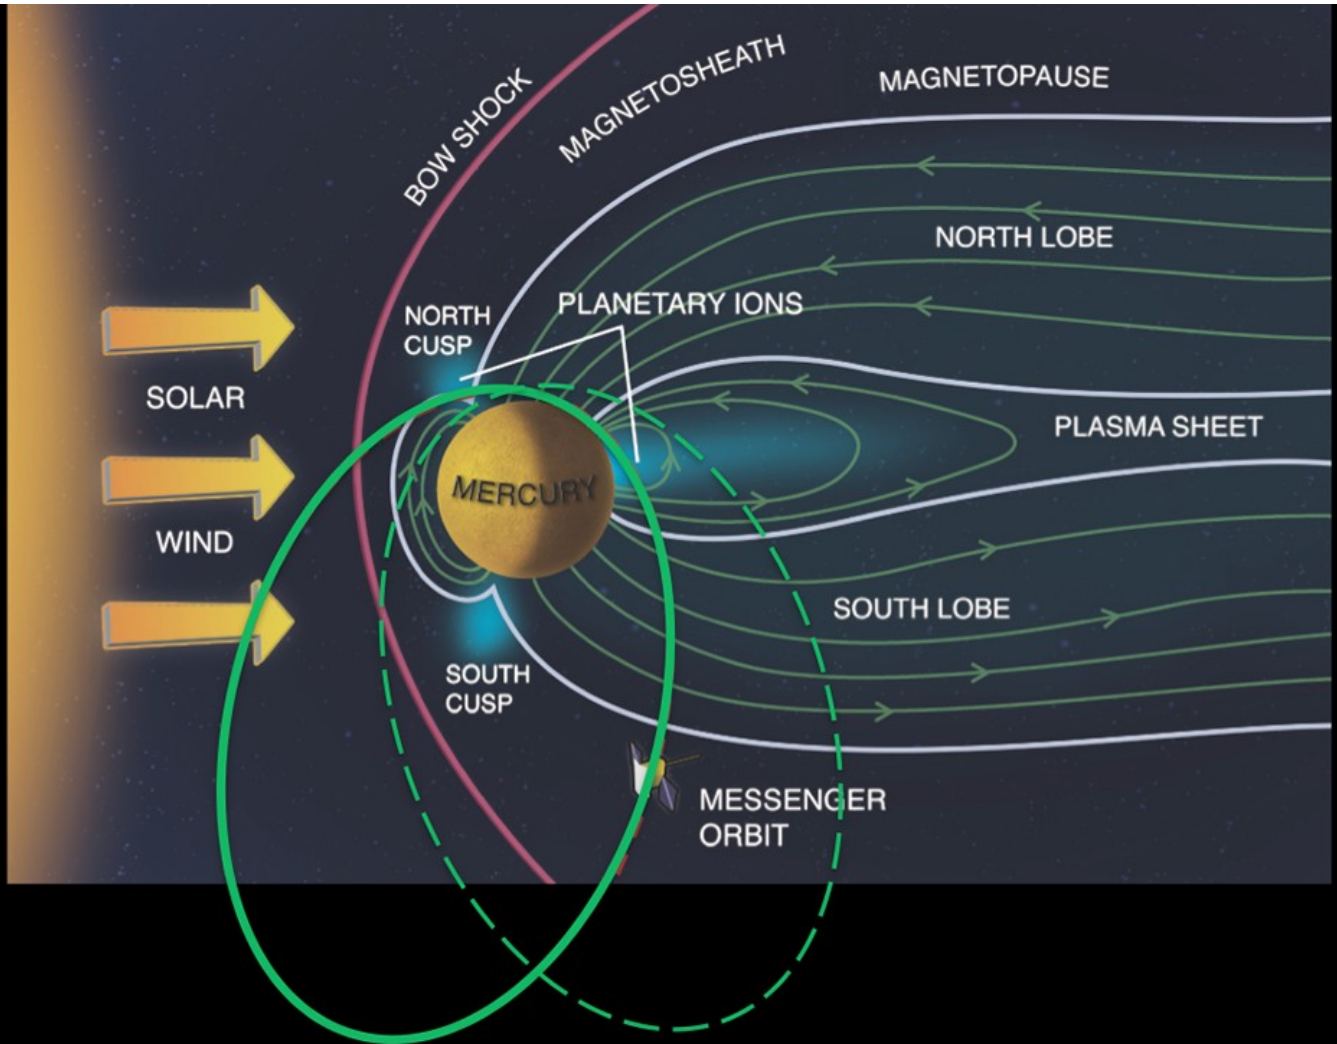 BOW SHOCK
MAGNETOSHEATH
MAGNETOPAUSE
NORTH LOBE
PLANETARY IONS
NORTH
CUSP
SOLAR
PLASMA SHEET
MERCURY
WIND
SOUTH LOBE
SOUTH
CUSP
MESSENGER
ORBIT